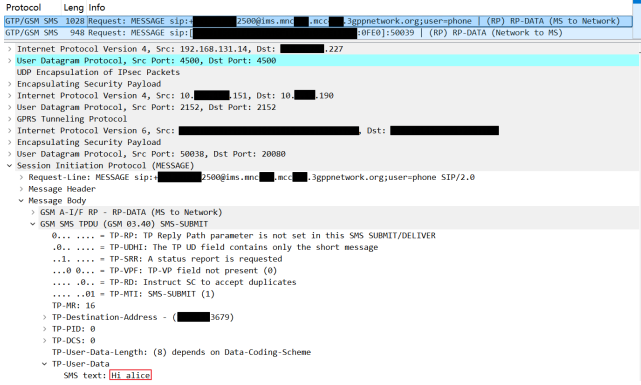 Protocol Leng Info
GTP/GSM SMS 1028 Request: MESSAGE sip:+2500@ims.mnc.mcc.3gppnetwork.org;user=phone | (RP) RP-DATA (MS to Network)
GTP/GSM SMS 948 Request: MESSAGE sip:[:0FE0]:50039 | (RP) RP-DATA (Network to MS)
> Internet Protocol Version 4, Src: 192.168.131.14, Dst: .227
> User Datagram Protocol, Src Port: 4500, Dst Port: 4500
UDP Encapsulation of IPsec Packets
> Encapsulating Security Payload
> Internet Protocol Version 4, Src: 10..151, Dst: 10..190
> User Datagram Protocol, Src Port: 2152, Dst Port: 2152
> GPRS Tunneling Protocol
> Internet Protocol Version 6, Src: , Dst:
> Encapsulating Security Payload
> User Datagram Protocol, Src Port: 50038, Dst Port: 20080
Session Initiation Protocol (MESSAGE)
> Request-Line: MESSAGE sip:+2500@ims.mnc.mcc.3gppnetwork.org;user=phone SIP/2.0
> Message Header
Message Body
> GSM A-I/F RP - RP-DATA (MS to Network)
GSM SMS TPDU (GSM 03.40) SMS-SUBMIT
0... .... = TP-RP: TP Reply Path parameter is not set in this SMS SUBMIT/DELIVER
.0.. .... = TP-UDHI: The TP UD field contains only the short message
..1. .... = TP-SRR: A status report is requested
...0 0... = TP-VPF: TP-VP field not present (0)
.... .0.. = TP-RD: Instruct SC to accept duplicates
.... ..01 = TP-MTI: SMS-SUBMIT (1)
TP-MR: 16
> TP-Destination-Address - (3679)
> TP-PID: 0
> TP-DCS: 0
TP-User-Data-Length: (8) depends on Data-Coding-Scheme
TP-User-Data
SMS text: Hi alice